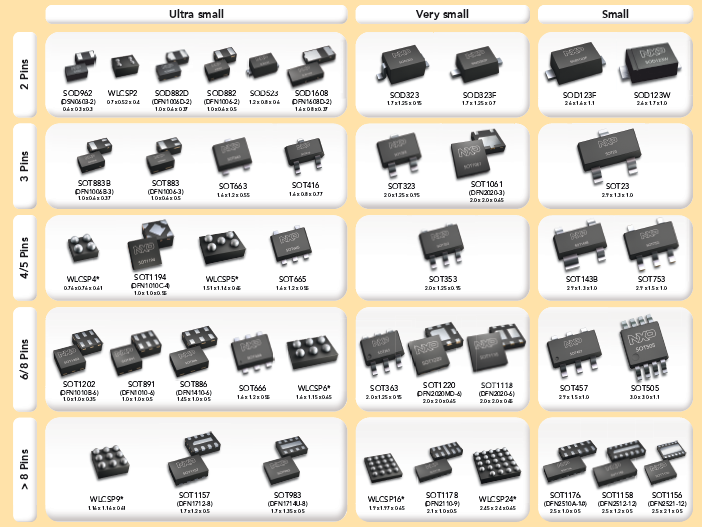 Ultra small
Very small
Small
2 Pins
SOD962
(DSN0603-2)
0.6 x 0.3 x 0.3
WLCSP2
0.7 x 0.52 x 0.4
SOD882D
(DFN1006D-2)
1.0 x 0.6 x 0.37
SOD882
(DFN1006-2)
1.0 x 0.6 x 0.5
SOD523
1.2 x 0.8 x 0.6
SOD1608
(DFN1608D-2)
1.6 x 0.8 x 0.37
SOD323
1.7 x 1.25 x 0.95
SOD323F
1.7 x 1.25 x 0.7
SOD123F
2.6 x 1.6 x 1.1
SOD123W
2.6 x 1.7 x 1.0
3 Pins
SOT883B
(DFN1006B-3)
1.0 x 0.6 x 0.37
SOT883
(DFN1006-3)
1.0 x 0.6 x 0.5
SOT663
1.6 x 1.2 x 0.55
SOT416
1.6 x 0.8 x 0.77
SOT323
2.0 x 1.25 x 0.95
SOT1061
(DFN2020-3)
2.0 x 2.0 x 0.65
SOT23
2.9 x 1.3 x 1.0
4/5 Pins
WLCSP4*
0.76 x 0.76 x 0.61
SOT1194
(DFN1010C-4)
1.0 x 1.0 x 0.55
WLCSP5*
1.51 x 1.14 x 0.65
SOT665
1.6 x 1.2 x 0.55
SOT353
2.0 x 1.25 x 0.95
SOT143B
2.9 x 1.3 x 1.0
SOT753
2.9 x 1.5 x 1.0
6/8 Pins
SOT1202
(DFN1010B-6)
1.0 x 1.0 x 0.35
SOT891
(DFN1010-6)
1.0 x 1.0 x 0.5
SOT886
(DFN1410-6)
1.45 x 1.0 x 0.5
SOT666
1.6 x 1.2 x 0.55
WLCSP6*
1.6 x 1.15 x 0.65
SOT363
2.0 x 1.25 x 0.95
SOT1220
(DFN2020MD-6)
2.0 x 2.0 x 0.65
SOT1118
(DFN2020-6)
2.0 x 2.0 x 0.65
SOT457
2.9 x 1.5 x 1.0
SOT505
3.0 x 3.0 x 1.1
> 8 Pins
WLCSP9*
1.16 x 1.16 x 0.61
SOT1157
(DFN1712-8)
1.7 x 1.2 x 0.5
SOT983
(DFN1714U-8)
1.7 x 1.35 x 0.5
WLCSP16*
1.97 x 1.97 x 0.65
SOT1178
(DFN2110-9)
2.1 x 1.0 x 0.5
WLCSP24*
2.45 x 2.4 x 0.65
SOT1176
(DFN2510A-10)
2.5 x 1.0 x 0.5
SOT1158
(DFN2512-12)
2.5 x 1.2 x 0.5
SOT1156
(DFN2521-12)
2.5 x 2.1 x 0.5